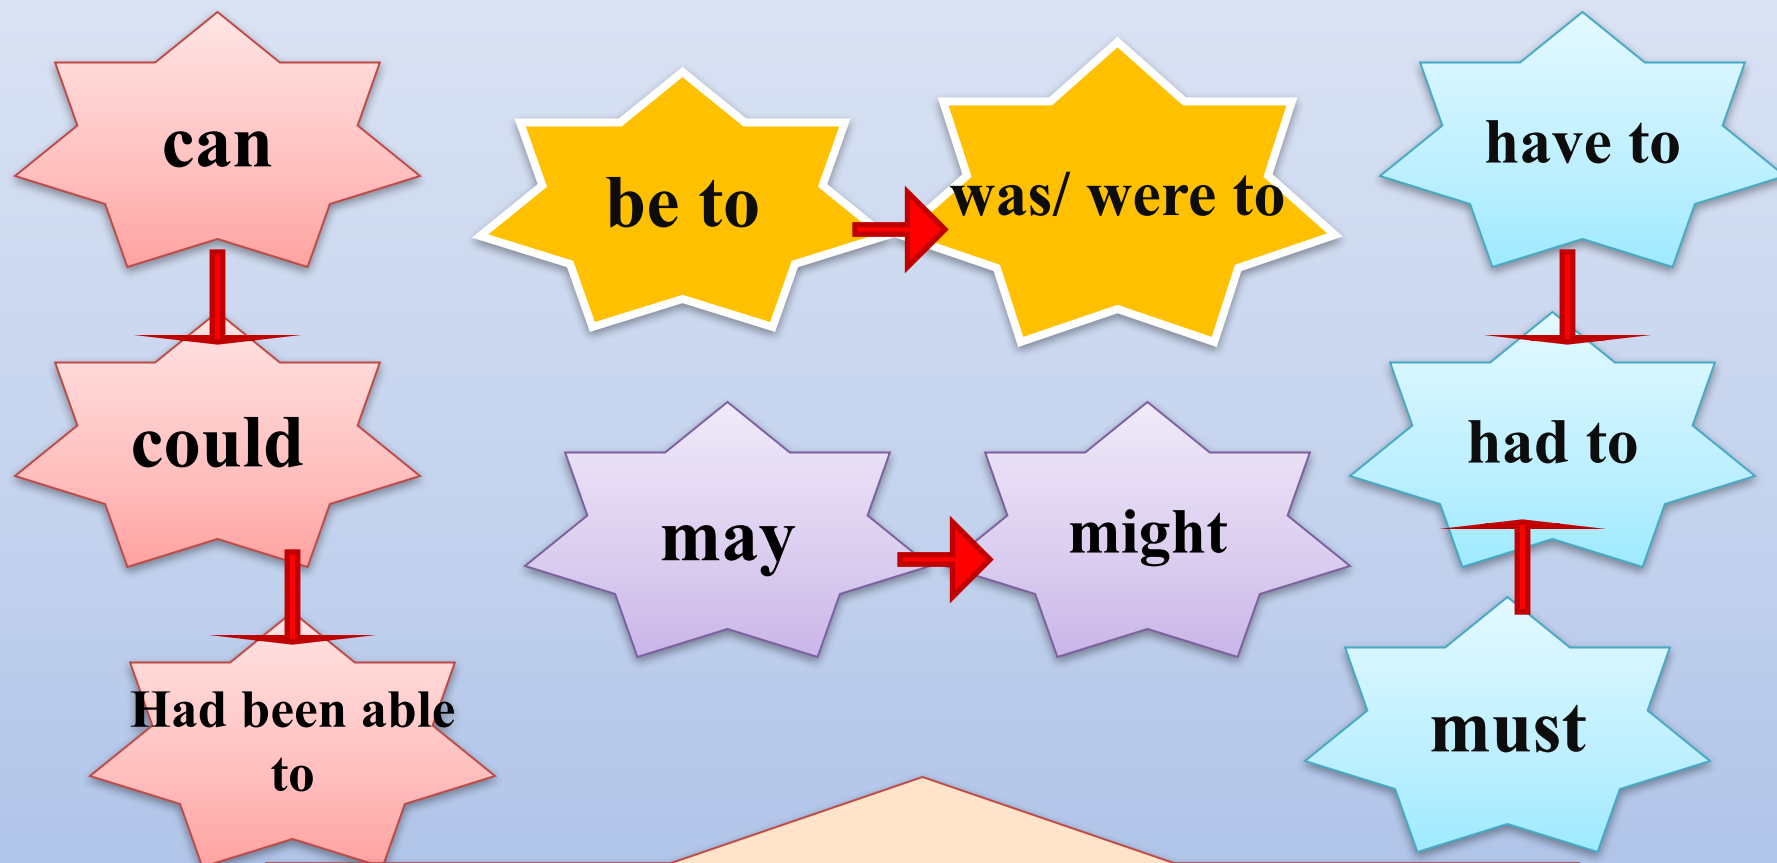 can
be to
was/ were to
have to
could
had to
may
might
Had been able
to
must